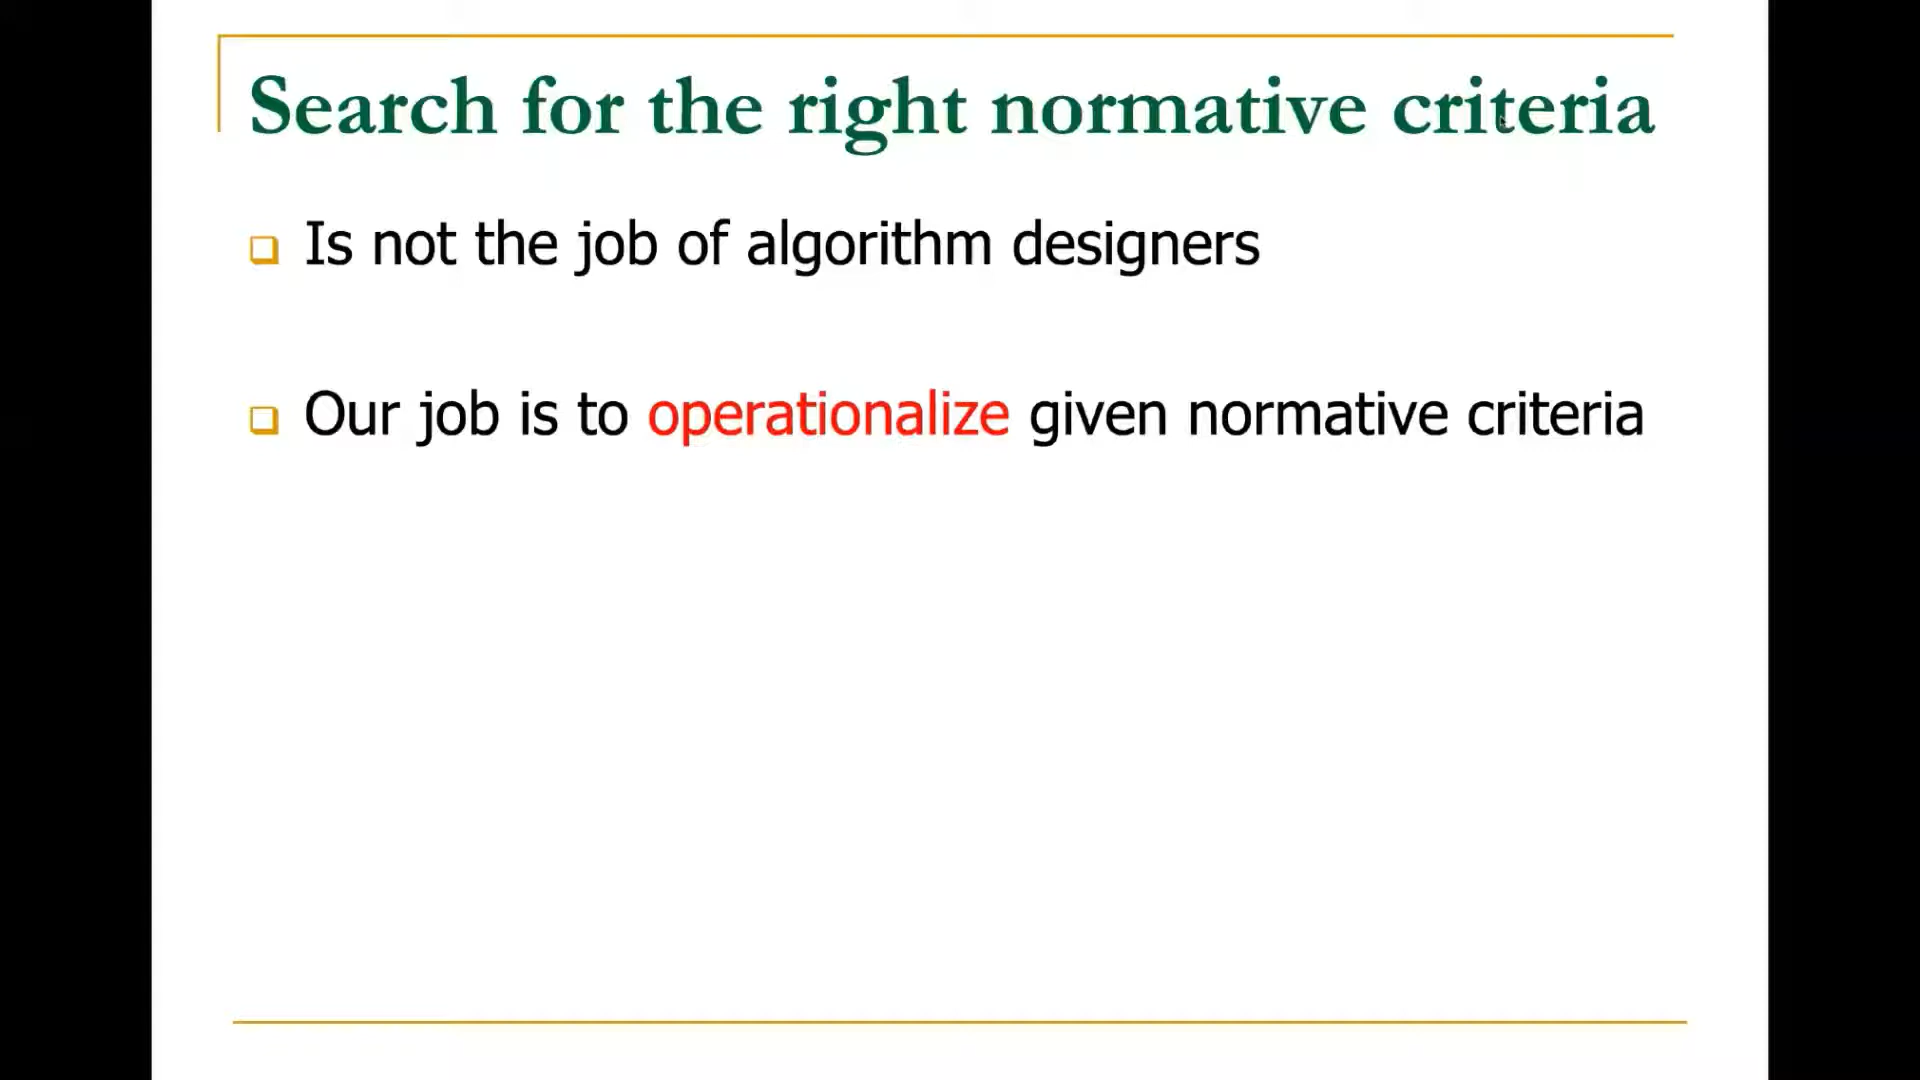 Search for the right normative criteria
Is not the job of algorithm designers
Our job is to operationalize given normative criteria